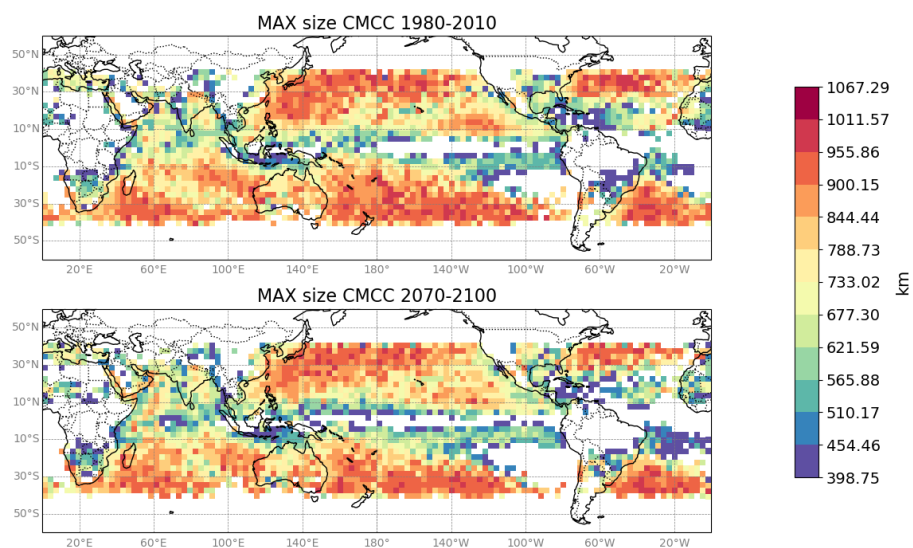 MAX size CMCC 1980-2010
50°N
30°N
10°N
10°S
30°S
50°S
20°E 60°E 100°E 140°E 180° 140°W 100°W 60°W 20°W
MAX size CMCC 2070-2100
50°N
30°N
10°N
10°S
30°S
50°S
20°E 60°E 100°E 140°E 180° 140°W 100°W 60°W 20°W
1067.29
1011.57
955.86
900.15
844.44
788.73
733.02
677.30
621.59
565.88
510.17
454.46
398.75
km